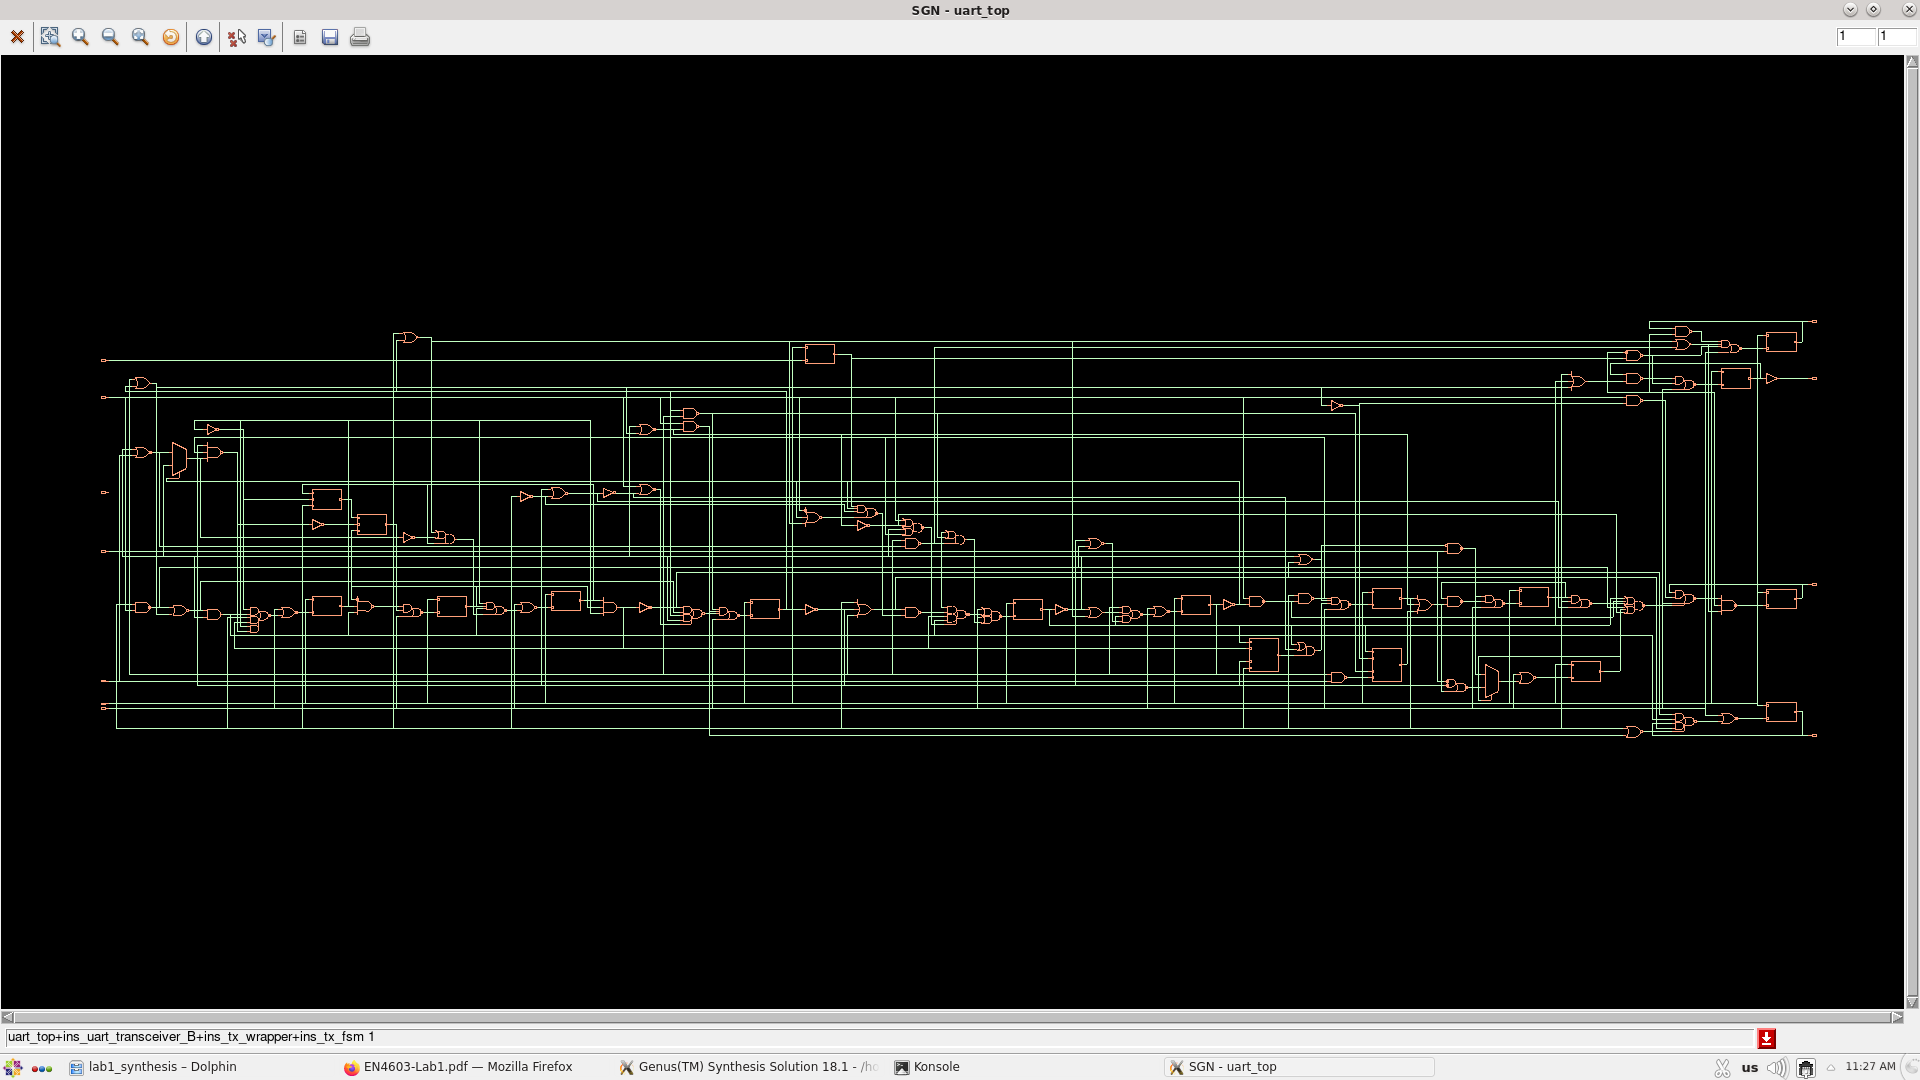 SGN - uart_top
1 1
uart_top+ins_uart_transceiver_B+ins_tx_wrapper+ins_tx_fsm 1
lab1_synthesis – Dolphin
EN4603-Lab1.pdf — Mozilla Firefox
Genus(TM) Synthesis Solution 18.1 - /ho
Konsole
SGN - uart_top
us
11:27 AM